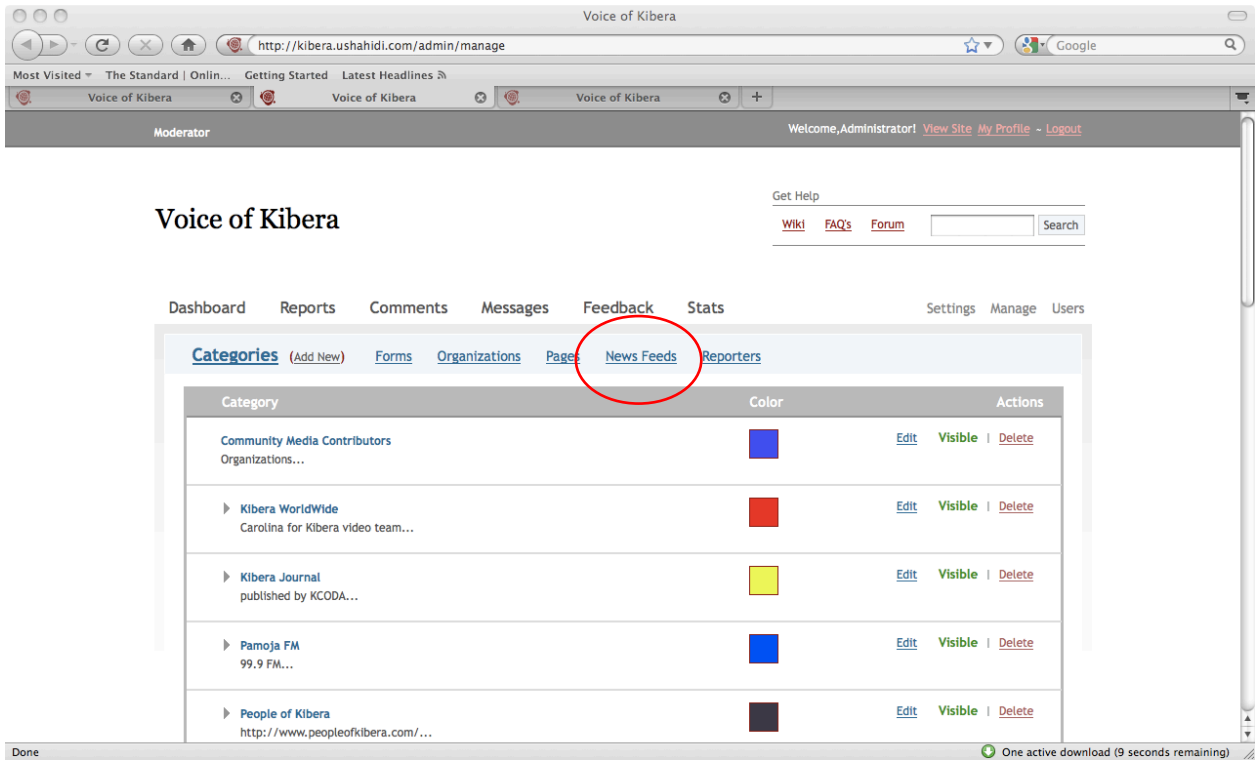 Voice of Kibera
http://kibera.ushahidi.com/admin/manage Google
Most Visited The Standard | Onlin... Getting Started Latest Headlines
Voice of Kibera Voice of Kibera Voice of Kibera +
Moderator Welcome,Administrator! View Site My Profile ~ Logout
Get Help
Voice of Kibera
Wiki FAQ's Forum Search
Dashboard Reports Comments Messages Feedback Stats Settings Manage Users
Categories (Add New) Forms Organizations Pages News Feeds Reporters
Category Color Actions
Community Media Contributors Edit Visible | Delete
Organizations...
Kibera WorldWide Edit Visible | Delete
Carolina for Kibera video team...
Kibera Journal Edit Visible | Delete
published by KCODA...
Pamoja FM Edit Visible | Delete
99.9 FM...
People of Kibera Edit Visible | Delete
http://www.peopleofkibera.com/...
Done One active download (9 seconds remaining)